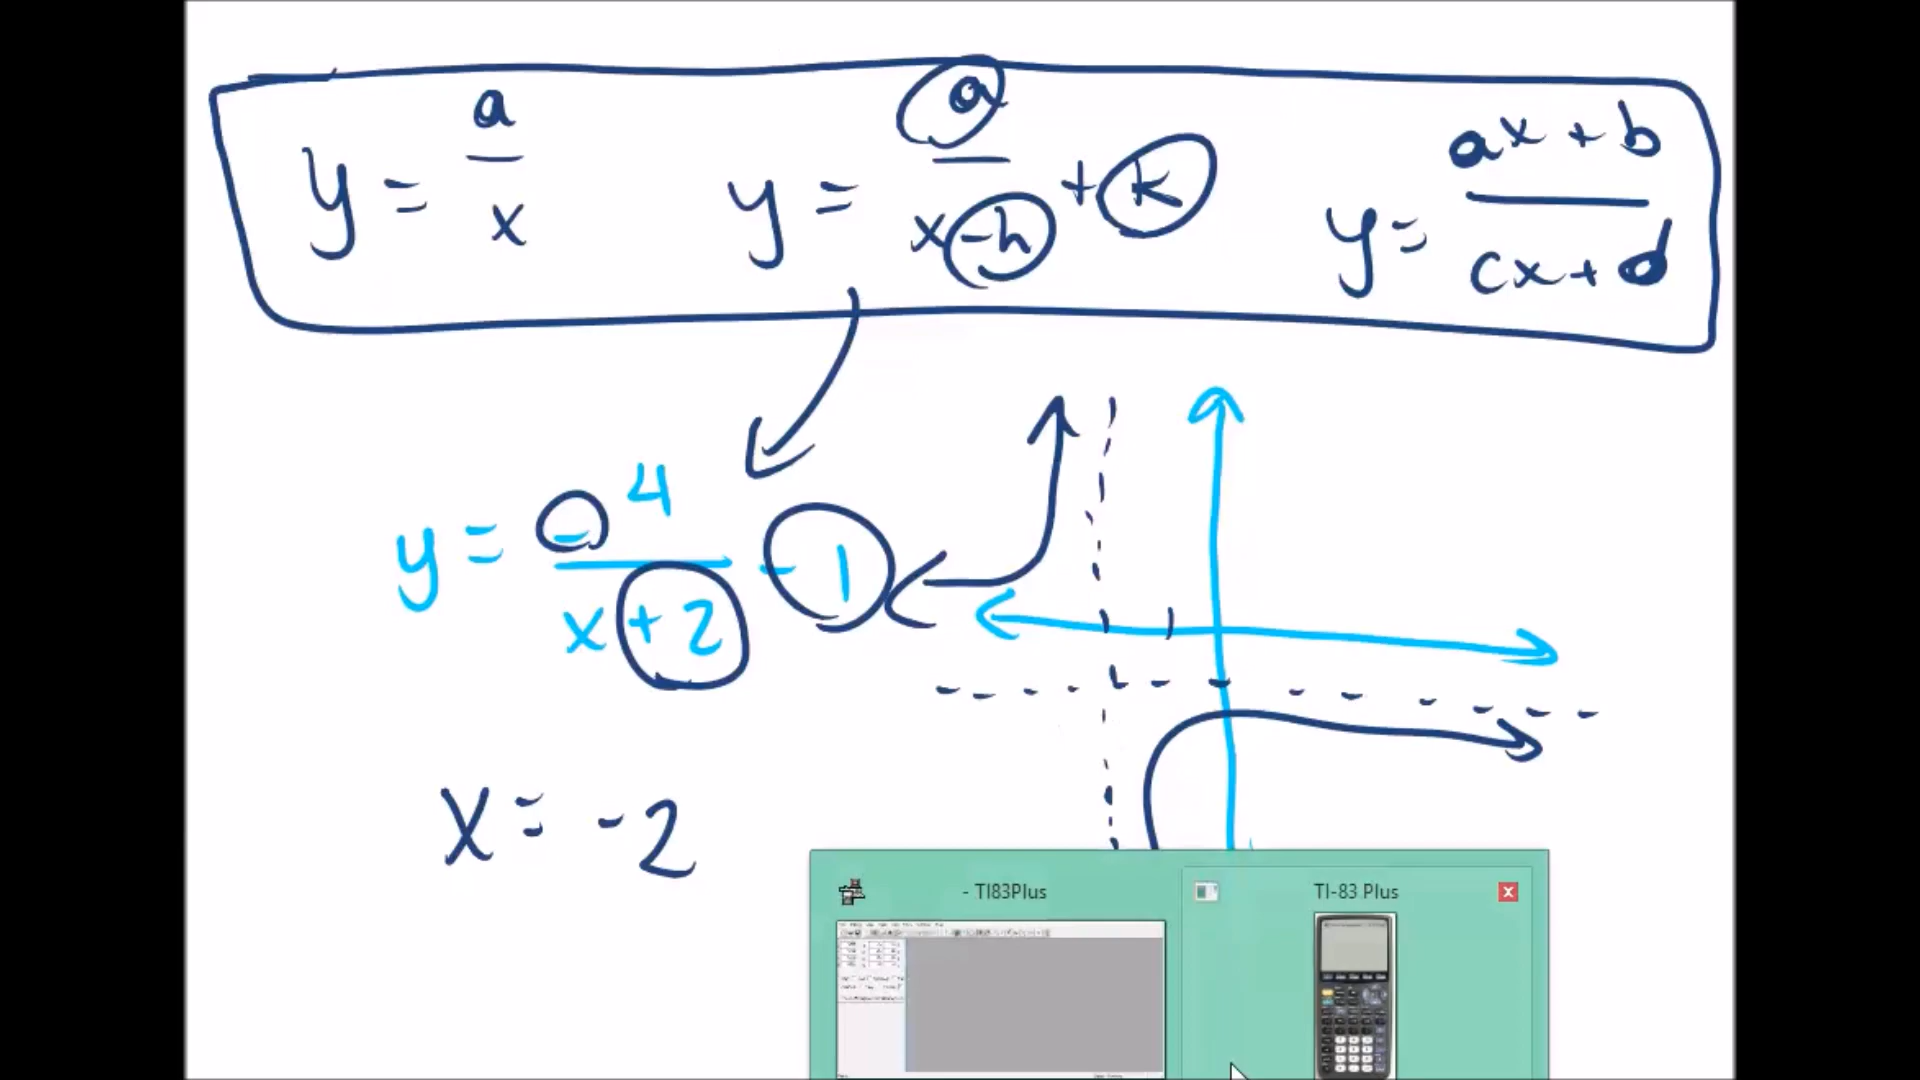 y = a/x
y = a/(x-h) + k
y = (ax+b)/(cx+d)
y = -4/(x+2) - 1
x = -2
- TI83Plus
TI-83 Plus